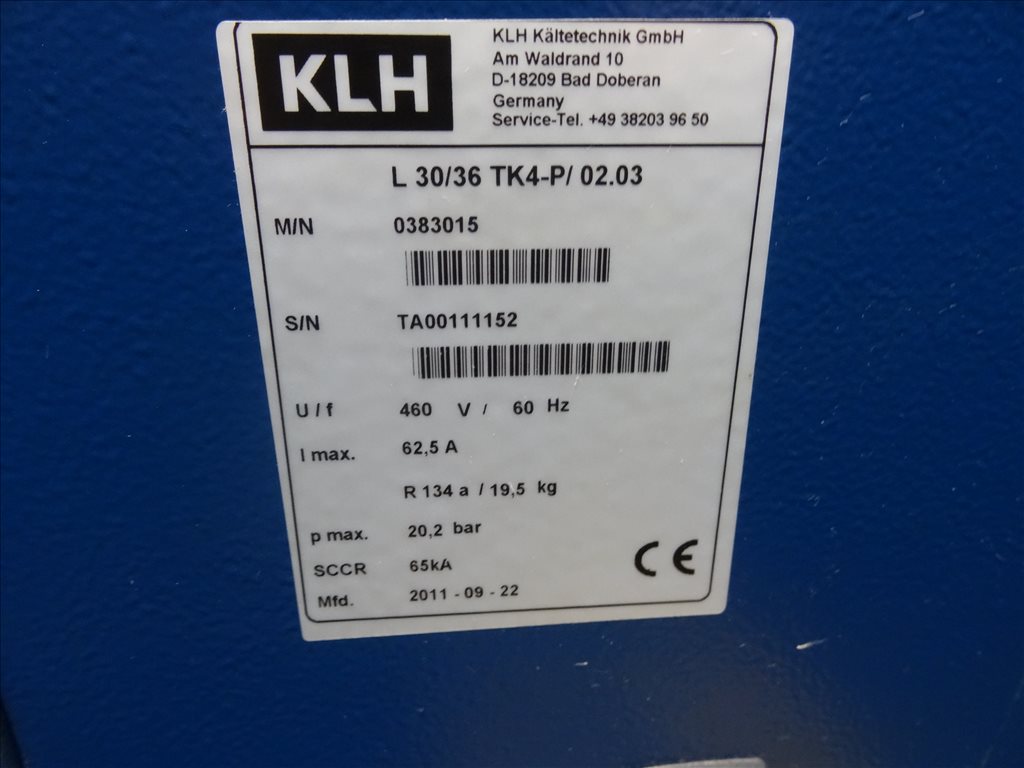 KLH
KLH Kältetechnik GmbH
Am Waldrand 10
D-18209 Bad Doberan
Germany
Service-Tel. +49 38203 96 50
L 30/36 TK4-P/ 02.03
M/N 0383015
S/N TA00111152
U / f 460 V / 60 Hz
I max. 62,5 A
R 134 a / 19,5 kg
p max. 20,2 bar
SCCR 65kA
Mfd. 2011 - 09 - 22
CE